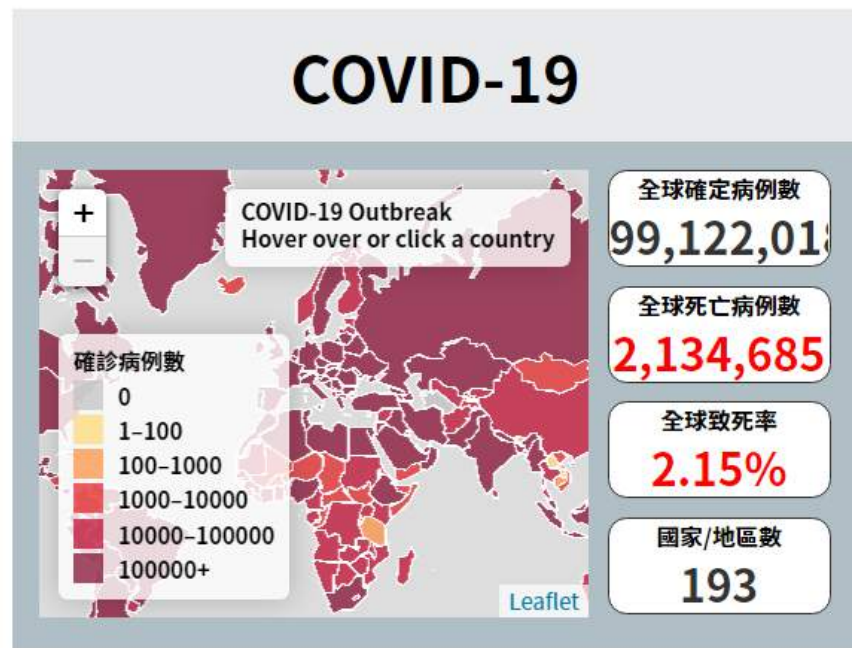 COVID-19
+
−
COVID-19 Outbreak
Hover over or click a country
確診病例數
0
1–100
100–1000
1000–10000
10000–100000
100000+
Leaflet
全球確定病例數
99,122,018
全球死亡病例數
2,134,685
全球致死率
2.15%
國家/地區數
193